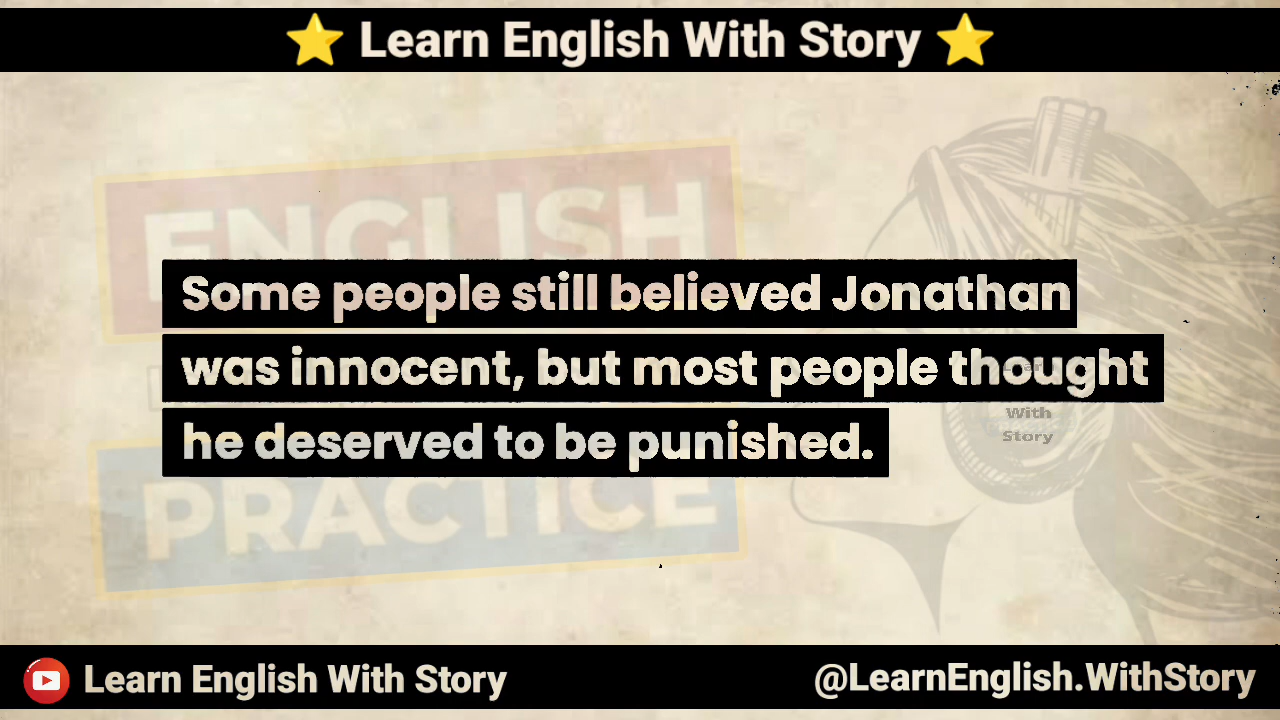 ⭐ Learn English With Story ⭐
ENGLISH
Some people still believed Jonathan
was innocent, but most people thought
he deserved to be punished.
With
Story
PRACTICE
Learn English With Story
@LearnEnglish.WithStory